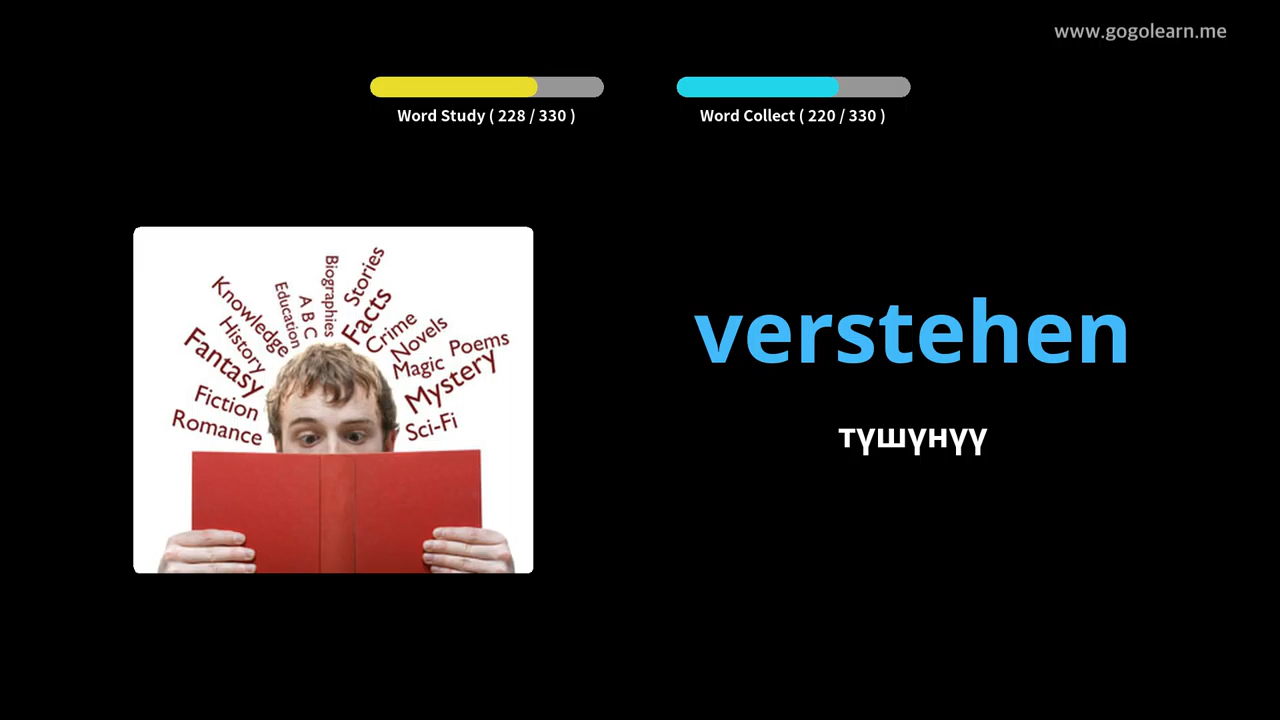 www.gogolearn.me
Word Study ( 228 / 330 )
Word Collect ( 220 / 330 )
verstehen
түшүнүү
Knowledge
History
Fantasy
Fiction
Romance
Education
A B C
Biographies
Stories
Facts
Crime
Novels
Magic
Poems
Mystery
Sci-Fi